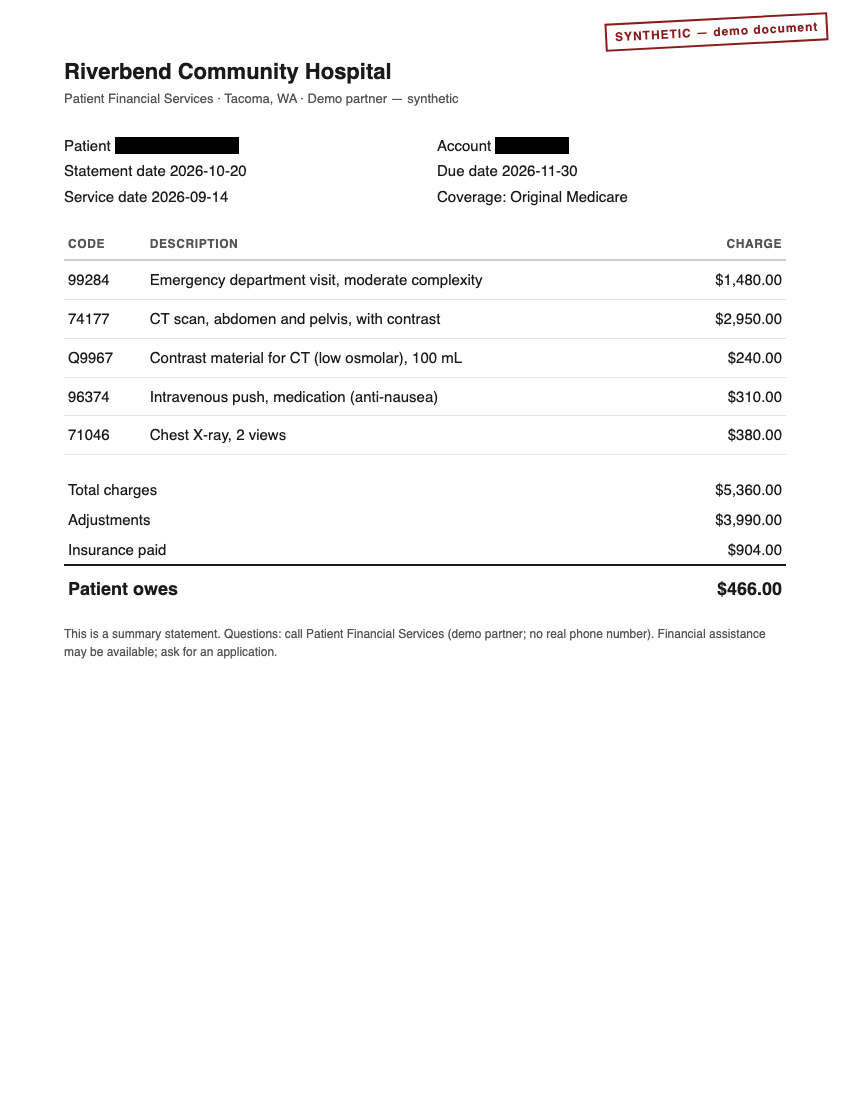 SYNTHETIC — demo document
Riverbend Community Hospital
Patient Financial Services · Tacoma, WA · Demo partner — synthetic
Patient
Account
Statement date 2026-10-20
Due date 2026-11-30
Service date 2026-09-14
Coverage: Original Medicare
CODE DESCRIPTION CHARGE
99284 Emergency department visit, moderate complexity $1,480.00
74177 CT scan, abdomen and pelvis, with contrast $2,950.00
Q9967 Contrast material for CT (low osmolar), 100 mL $240.00
96374 Intravenous push, medication (anti-nausea) $310.00
71046 Chest X-ray, 2 views $380.00
Total charges $5,360.00
Adjustments $3,990.00
Insurance paid $904.00
Patient owes $466.00
This is a summary statement. Questions: call Patient Financial Services (demo partner; no real phone number). Financial assistance
may be available; ask for an application.